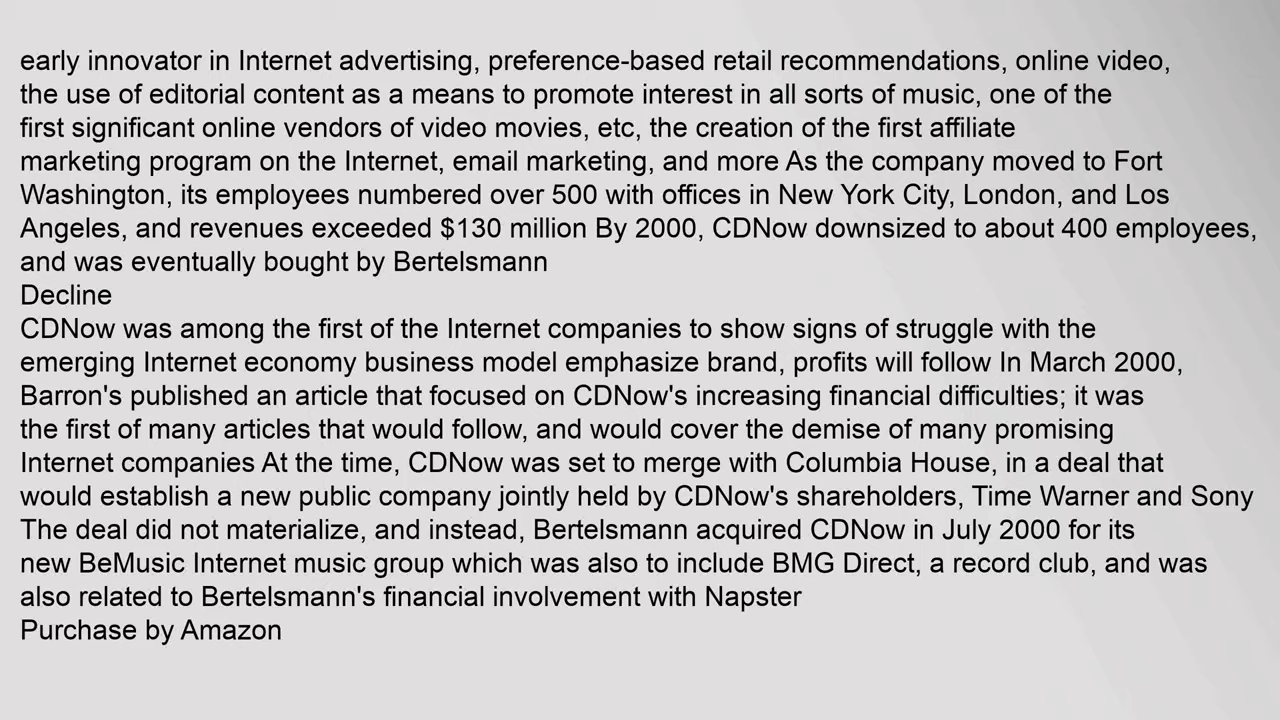 early innovator in Internet advertising, preference-based retail recommendations, online video,
the use of editorial content as a means to promote interest in all sorts of music, one of the
first significant online vendors of video movies, etc, the creation of the first affiliate
marketing program on the Internet, email marketing, and more As the company moved to Fort
Washington, its employees numbered over 500 with offices in New York City, London, and Los
Angeles, and revenues exceeded $130 million By 2000, CDNow downsized to about 400 employees,
and was eventually bought by Bertelsmann
Decline
CDNow was among the first of the Internet companies to show signs of struggle with the
emerging Internet economy business model emphasize brand, profits will follow In March 2000,
Barron's published an article that focused on CDNow's increasing financial difficulties; it was
the first of many articles that would follow, and would cover the demise of many promising
Internet companies At the time, CDNow was set to merge with Columbia House, in a deal that
would establish a new public company jointly held by CDNow's shareholders, Time Warner and Sony
The deal did not materialize, and instead, Bertelsmann acquired CDNow in July 2000 for its
new BeMusic Internet music group which was also to include BMG Direct, a record club, and was
also related to Bertelsmann's financial involvement with Napster
Purchase by Amazon